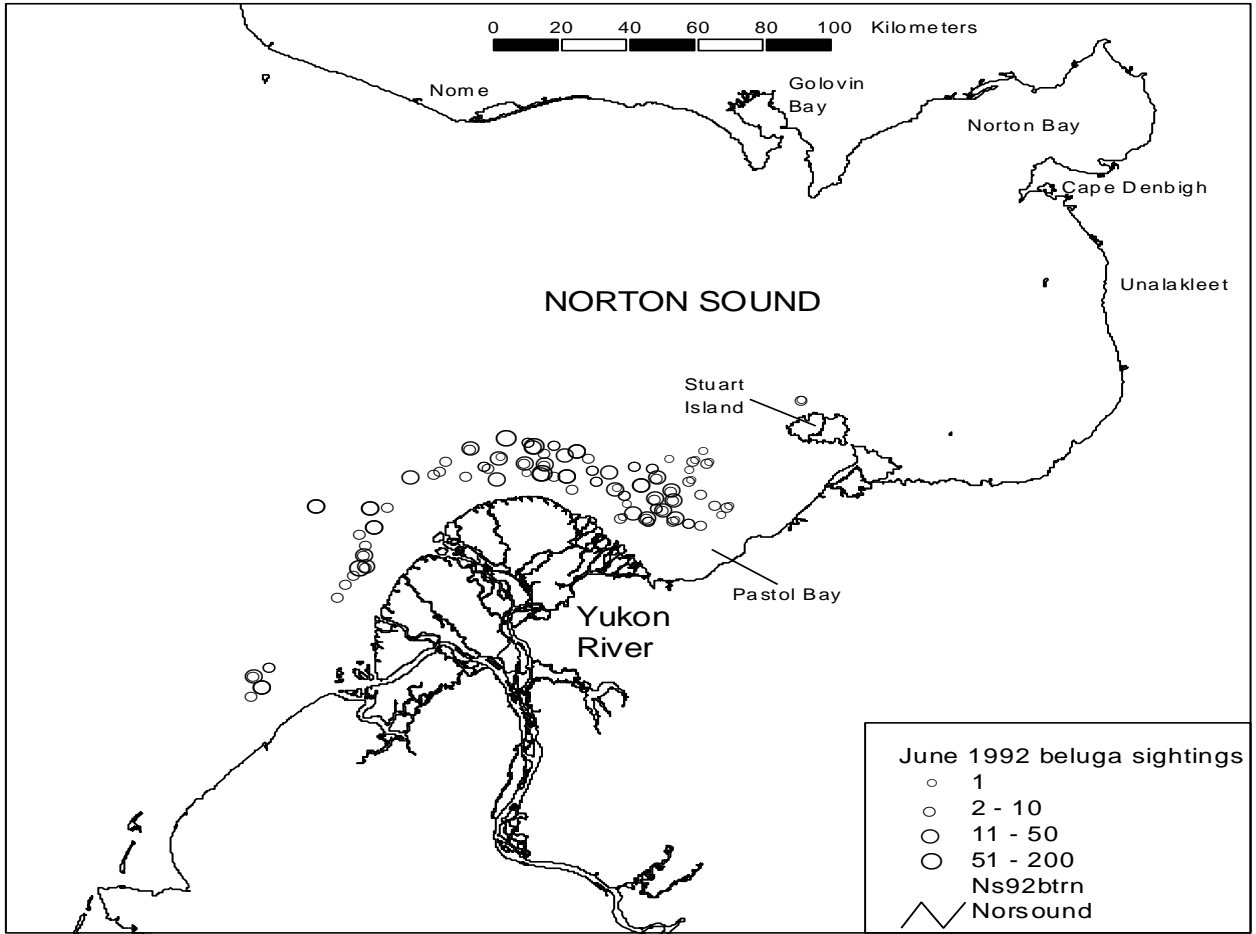 0 20 40 60 80 100 Kilometers
Nome
Golovin
Bay
Norton Bay
Cape Denbigh
Unalakleet
NORTON SOUND
Stuart
Island
Pastol Bay
Yukon
River
June 1992 beluga sightings
1
2 - 10
11 - 50
51 - 200
Ns92btrn
Norsound